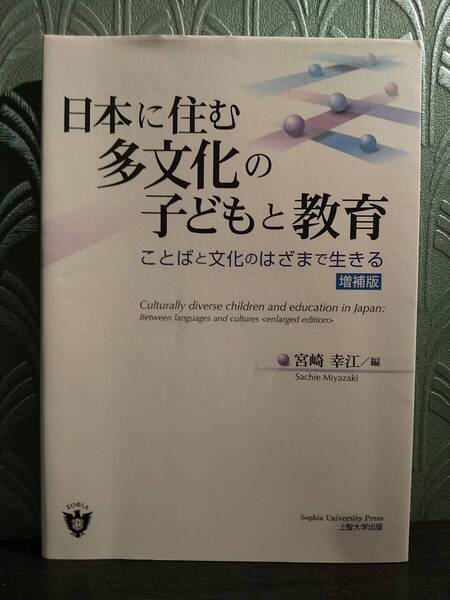 日本に住む
多文化の
子どもと教育
ことばと文化のはざまで生きる
増補版
Culturally diverse children and education in Japan:
Between languages and cultures <enlarged edition>
宮崎 幸江/編
Sachie Miyazaki
ΣΟΦΙΑ
Sophia University Press
上智大学出版